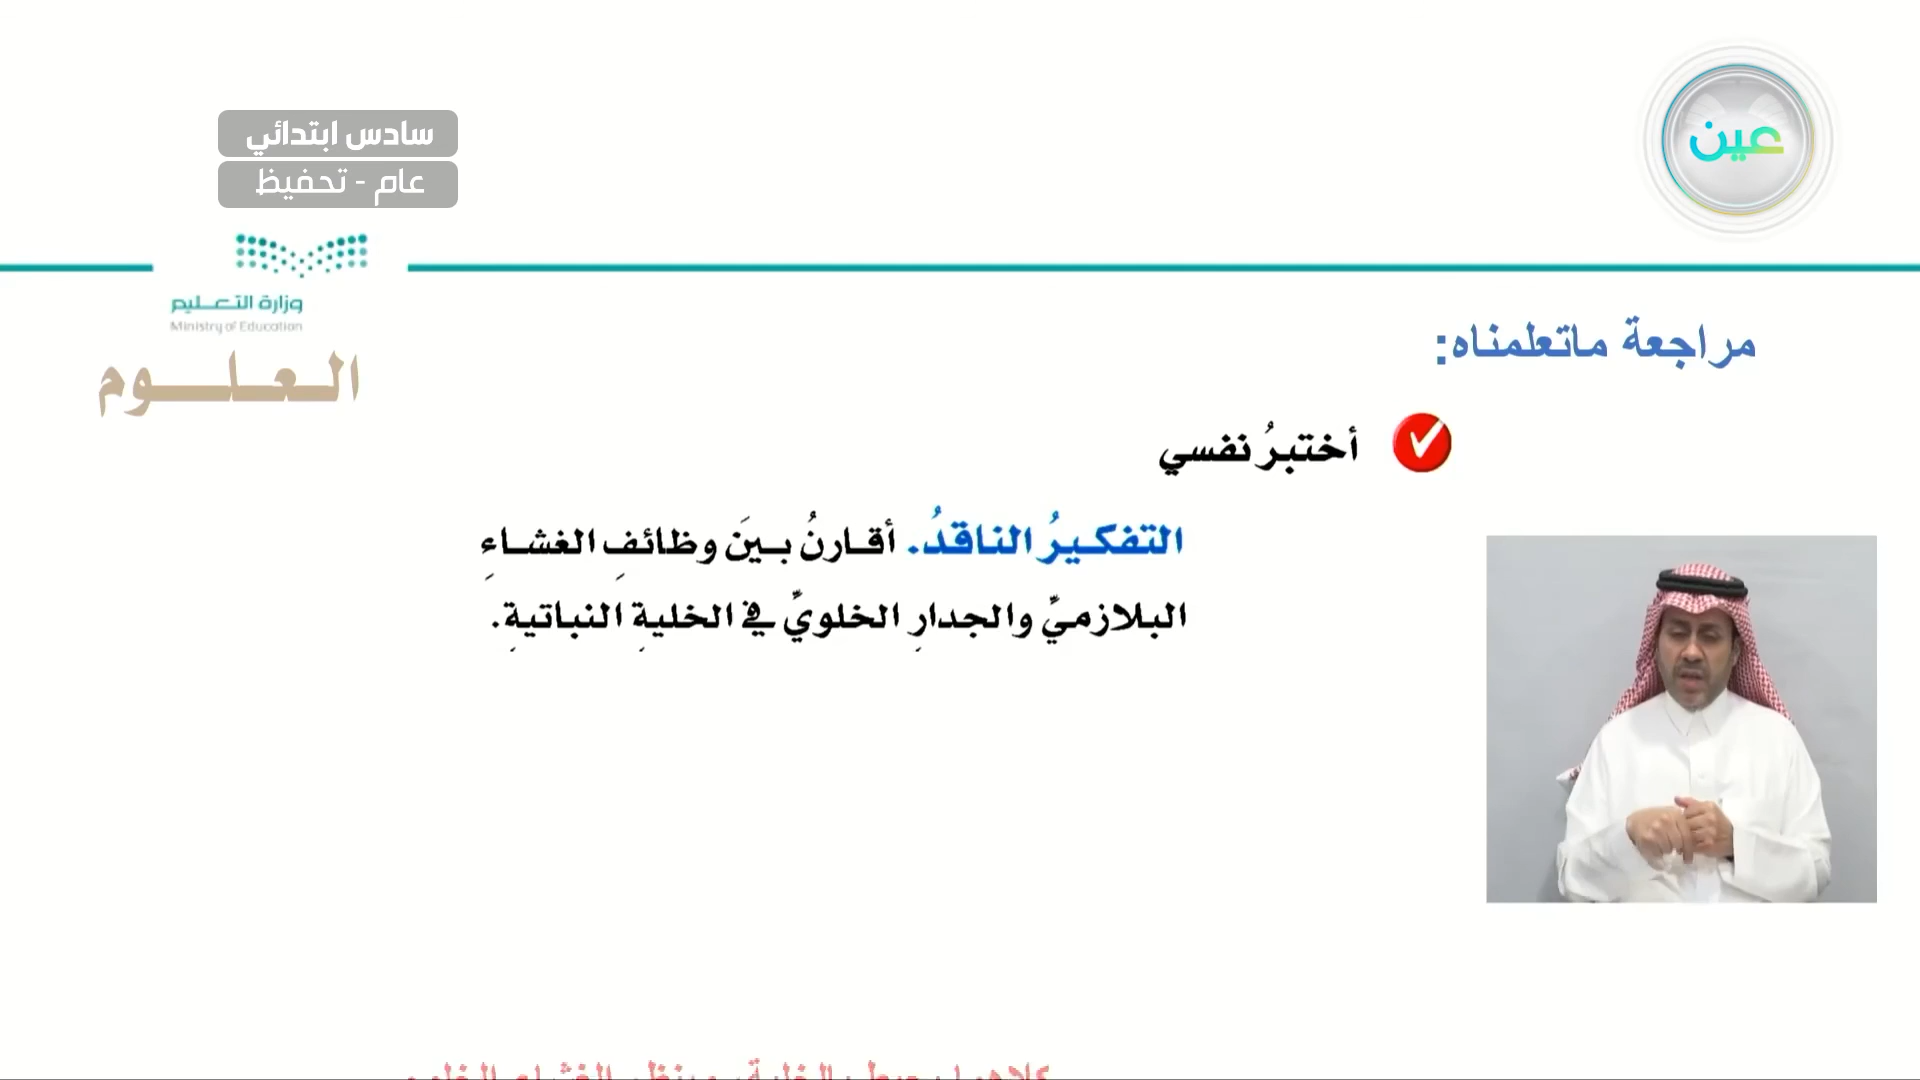 سادس ابتدائي
عام - تحفيظ
عين
وزارة التعليم
Ministry of Education
العلوم
مراجعة ماتعلمناه:
أختبرُ نفسي
التفكيرُ الناقدُ. أقارنُ بينَ وظائفِ الغشاءِ
البلازميِّ والجدارِ الخلويِّ في الخليةِ النباتيةِ.